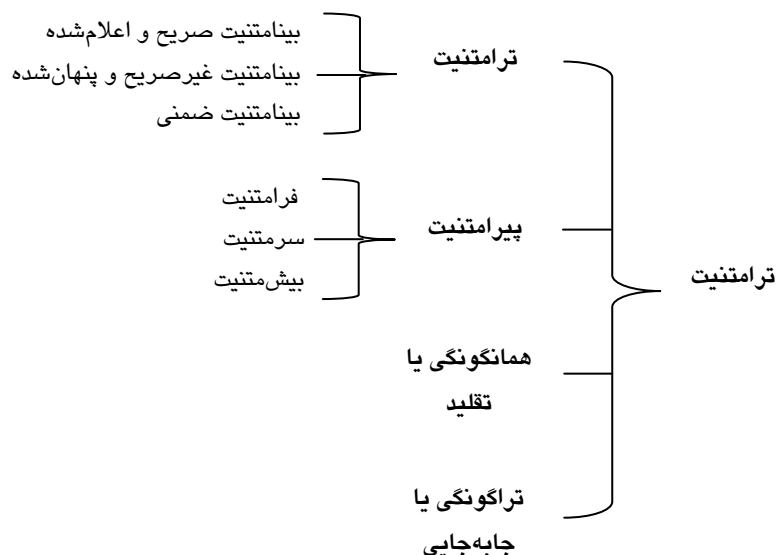 ترامتنیت
ترامتنیت
بینامتنیت صریح و اعلام‌شده
بینامتنیت غیرصریح و پنهان‌شده
بینامتنیت ضمنی
پیرامتنیت
فرامتنیت
سرمتنیت
بیش‌متنیت
همانگونگی یا
تقلید
تراگونگی یا
جابه‌جایی